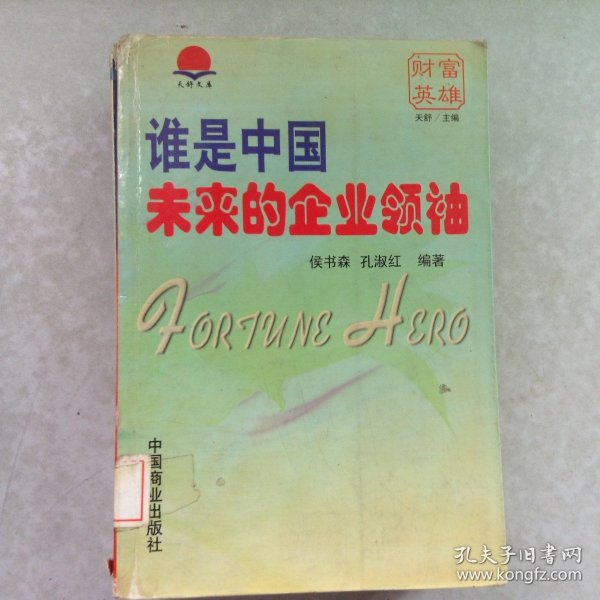 天舒文库
财富
英雄
天舒/主编
谁是中国
未来的企业领袖
侯书森 孔淑红 编著
FORTUNE HERO
中国商业出版社
孔夫子旧书网
www.kongfz.com